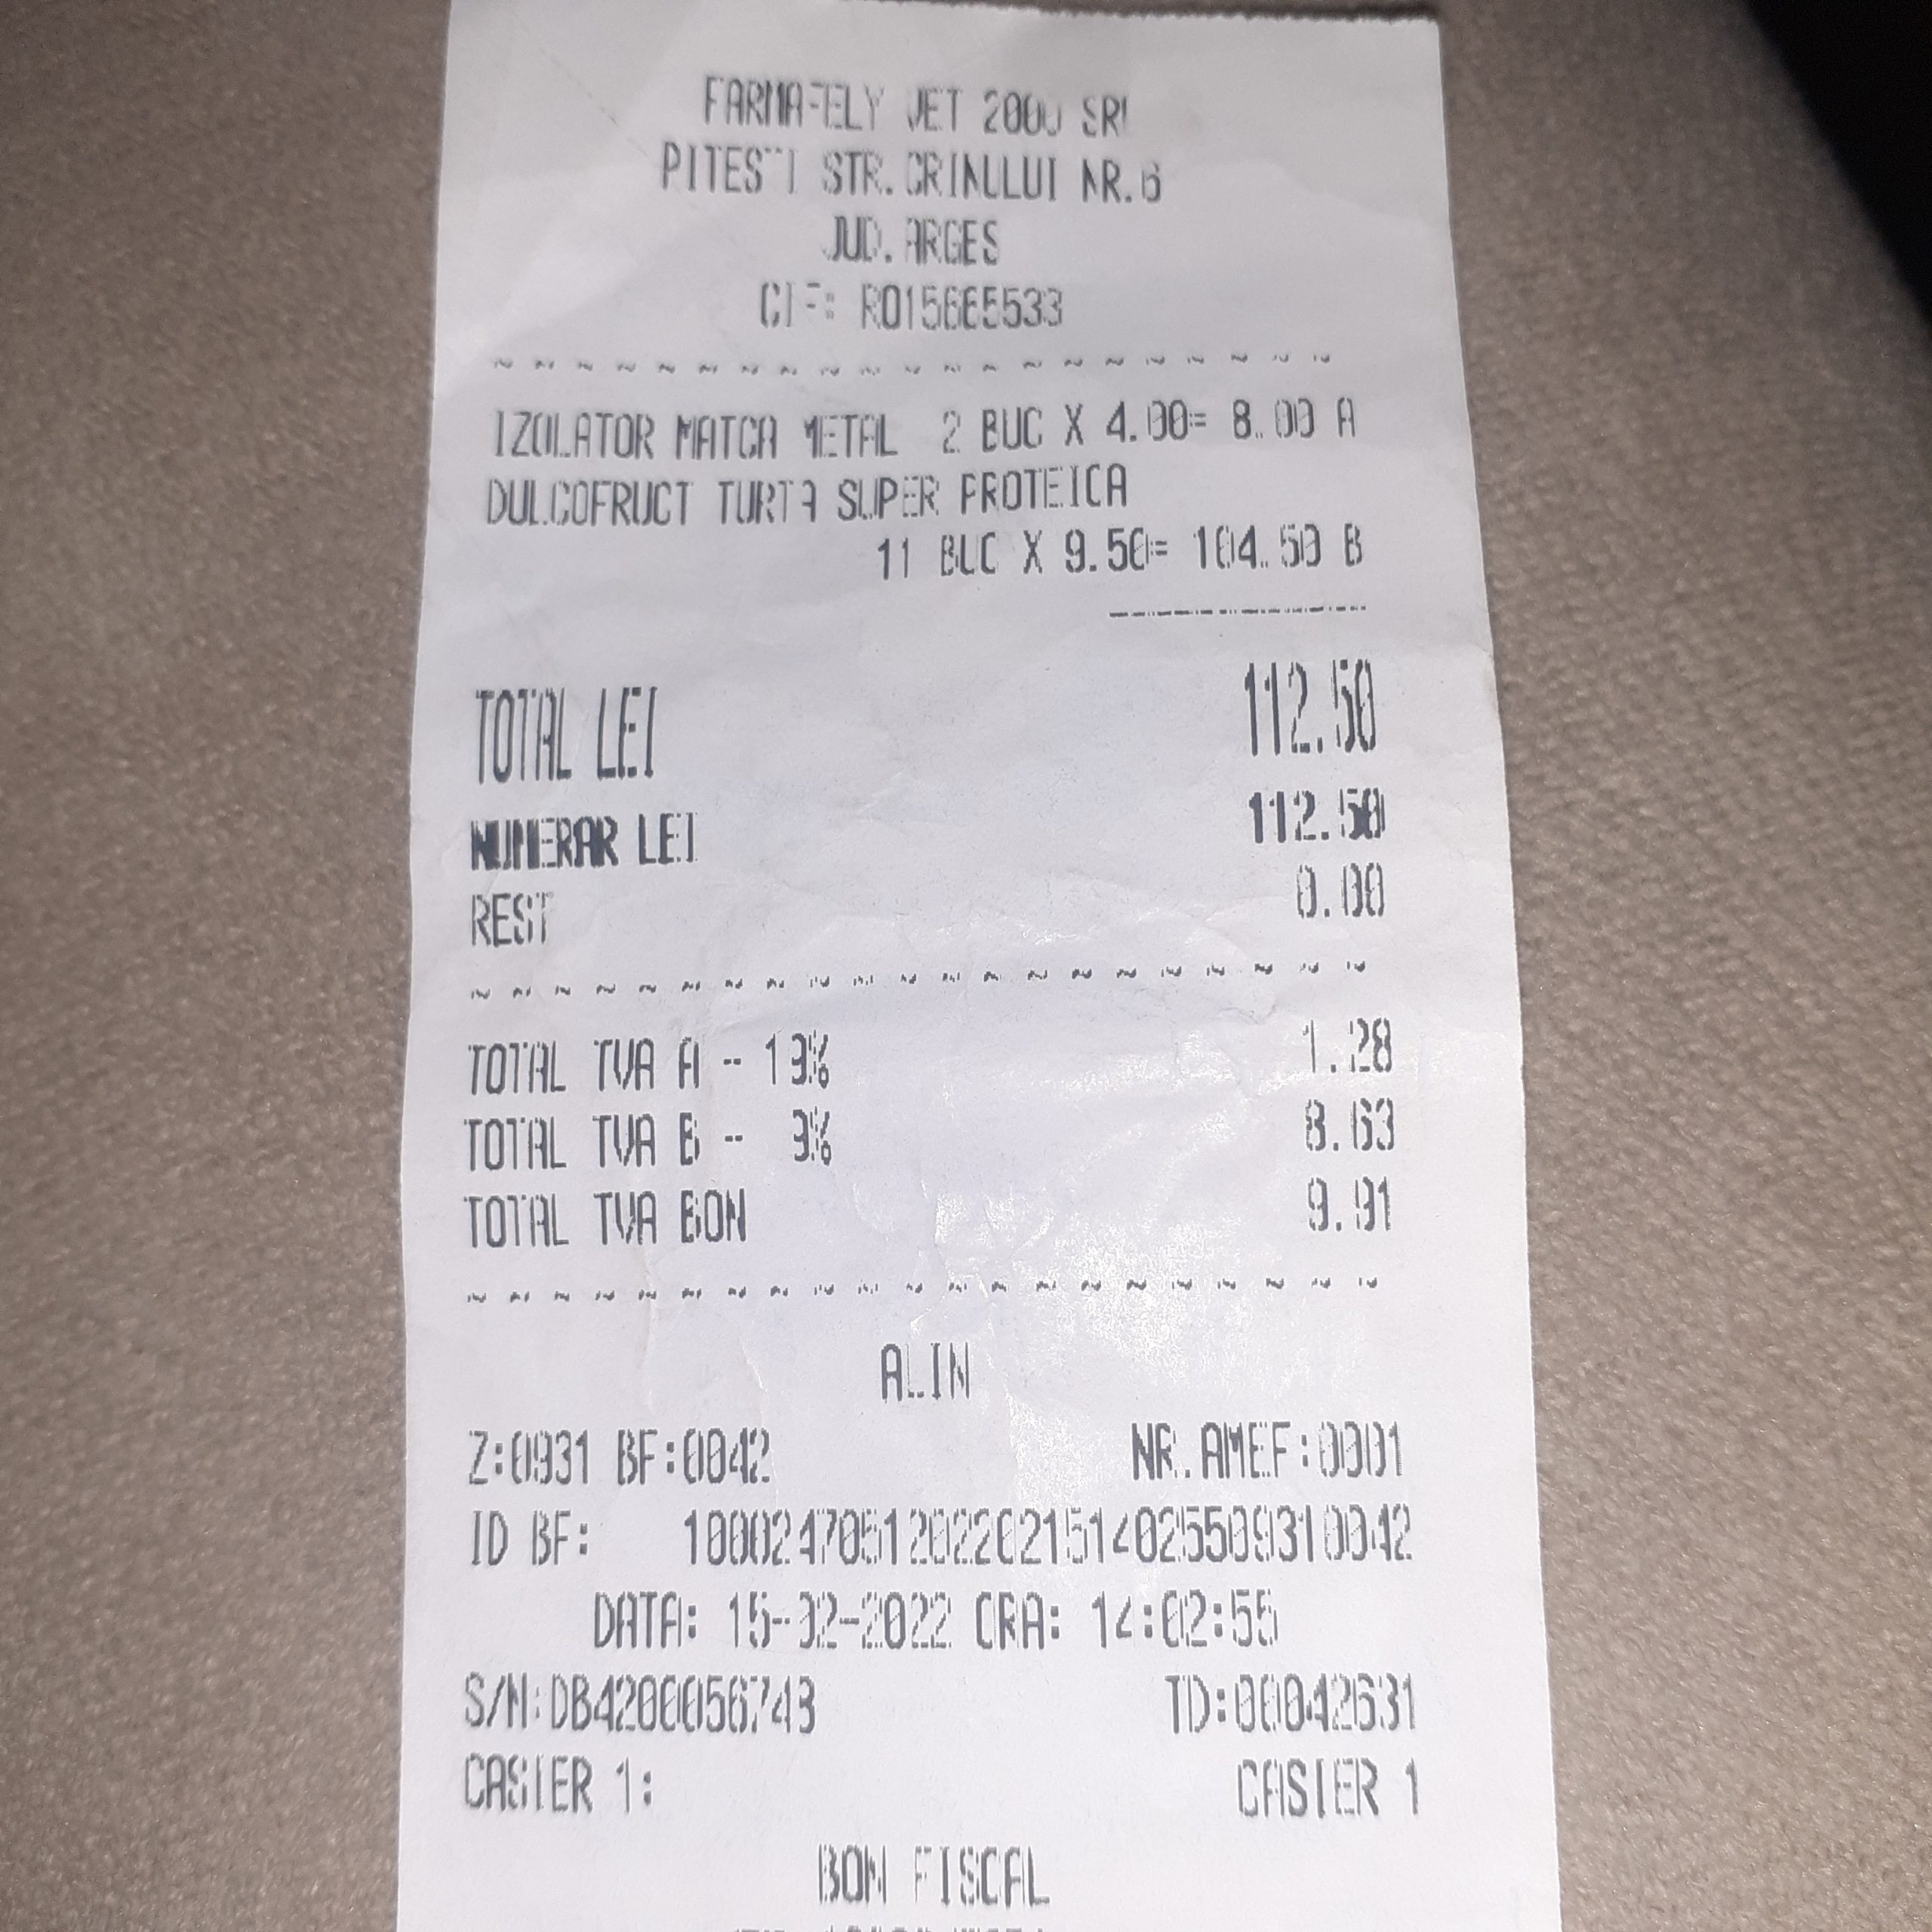 FARMAFELY VET 2000 SRL
PITESTI STR.CRINULUI NR.6
JUD. ARGES
CIF: RO15665533
IZOLATOR MATCA METAL 2 BUC X 4.00= 8.00 A
DULCOFRUCT TURTA SUPER PROTEICA
11 BUC X 9.50= 104.50 B
TOTAL LEI 112.50
NUMERAR LEI 112.50
REST 0.00
TOTAL TVA A - 19% 1.28
TOTAL TVA B - 9% 8.63
TOTAL TVA BON 9.91
ALIN
Z:0931 BF:0042 NR.AMEF:0001
ID BF: 10002470512022021514025509310042
DATA: 15-02-2022 ORA: 14:02:55
S/N:DB4200056743 TD:00042631
CASIER 1: CASIER 1
BON FISCAL